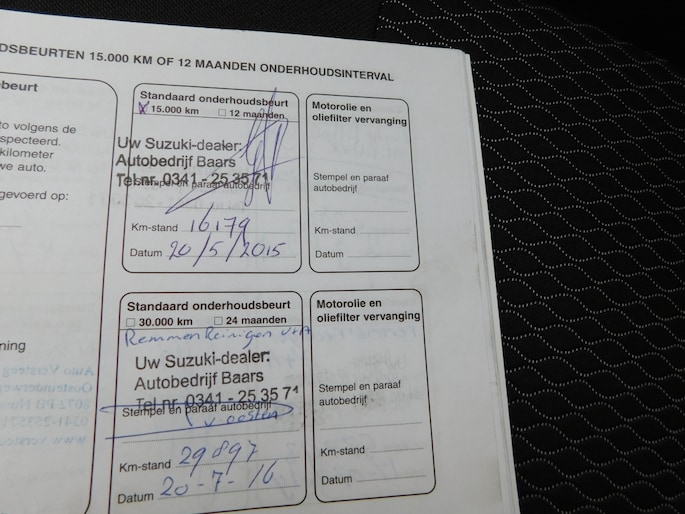 DSBEURTEN 15.000 KM OF 12 MAANDEN ONDERHOUDSINTERVAL
beurt
to volgens de
specteerd.
kilometer
we auto.
gevoerd op:
ning
Standaard onderhoudsbeurt
X 15.000 km □ 12 maanden
Uw Suzuki-dealer:
Autobedrijf Baars
Tel.nr. 0341 - 25 35 71
Stempel en paraaf autobedrijf
Km-stand 16179
Datum 20/5/2015
Motorolie en
oliefilter vervanging
Stempel en paraaf
autobedrijf
Km-stand
Datum
Standaard onderhoudsbeurt
□ 30.000 km □ 24 maanden
Remmen Reinigen V+A
Uw Suzuki-dealer:
Autobedrijf Baars
Tel.nr. 0341 - 25 35 71
Stempel en paraaf autobedrijf
Km-stand 29897
Datum 20-7-16
Motorolie en
oliefilter vervanging
Stempel en paraaf
autobedrijf
Km-stand
Datum